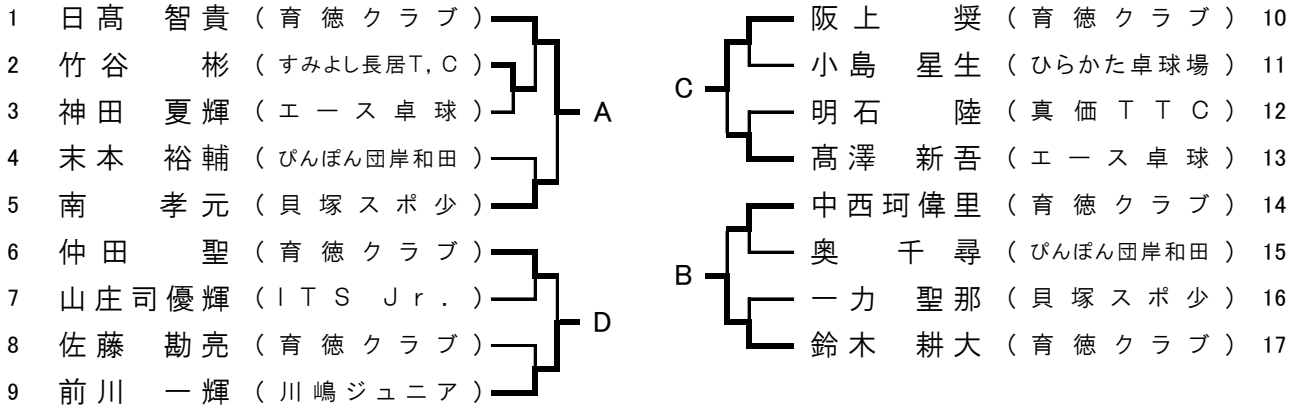 1 日髙 智貴 (育徳クラブ)
2 竹谷 彬 (すみよし長居T,C)
3 神田 夏輝 (エース卓球)
4 末本 裕輔 (ぴんぽん団岸和田)
5 南 孝元 (貝塚スポ少)
6 仲田 聖 (育徳クラブ)
7 山庄司優輝 (ITS Jr.)
8 佐藤 勘亮 (育徳クラブ)
9 前川 一輝 (川嶋ジュニア)
A
D
阪上 奨 (育徳クラブ) 10
小島 星生 (ひらかた卓球場) 11
明石 陸 (真価TTC) 12
髙澤 新吾 (エース卓球) 13
中西珂偉里 (育徳クラブ) 14
奥 千尋 (ぴんぽん団岸和田) 15
一力 聖那 (貝塚スポ少) 16
鈴木 耕大 (育徳クラブ) 17
C
B